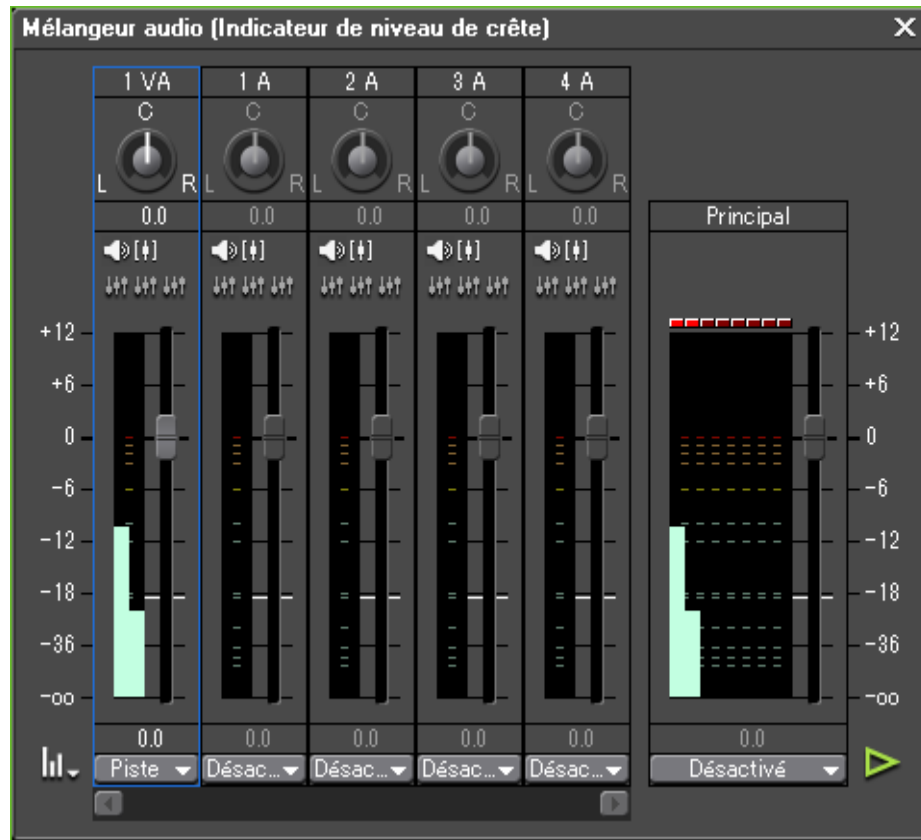 Mélangeur audio (Indicateur de niveau de crête)
1 VA 1 A 2 A 3 A 4 A
C C C C C
L R L R L R L R L R
0.0 0.0 0.0 0.0 0.0 Principal
+12 +12
+6 +6
0 0
-6 -6
-12 -12
-18 -18
-36 -36
-oo -oo
0.0 0.0 0.0 0.0 0.0 0.0
Piste Désac... Désac... Désac... Désac... Désactivé